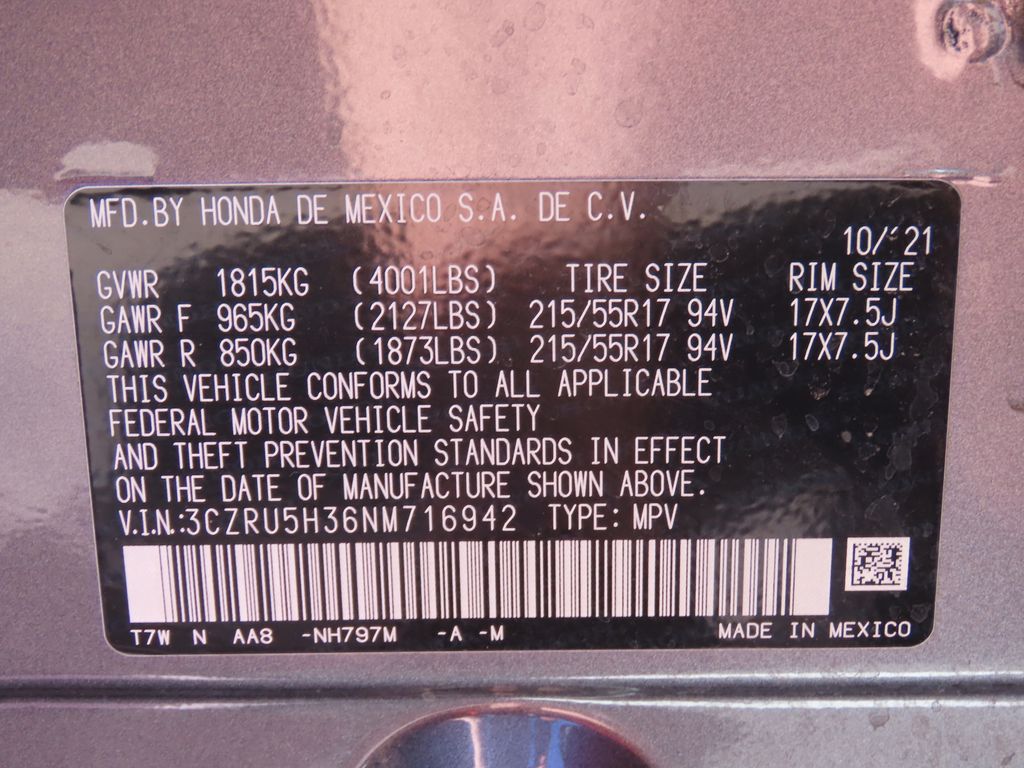 MFD.BY HONDA DE MEXICO S.A. DE C.V.
10/'21
GVWR 1815KG (4001LBS) TIRE SIZE RIM SIZE
GAWR F 965KG (2127LBS) 215/55R17 94V 17X7.5J
GAWR R 850KG (1873LBS) 215/55R17 94V 17X7.5J
THIS VEHICLE CONFORMS TO ALL APPLICABLE
FEDERAL MOTOR VEHICLE SAFETY
AND THEFT PREVENTION STANDARDS IN EFFECT
ON THE DATE OF MANUFACTURE SHOWN ABOVE.
V.I.N.:3CZRU5H36NM716942 TYPE: MPV
T7W N AA8 -NH797M -A -M MADE IN MEXICO